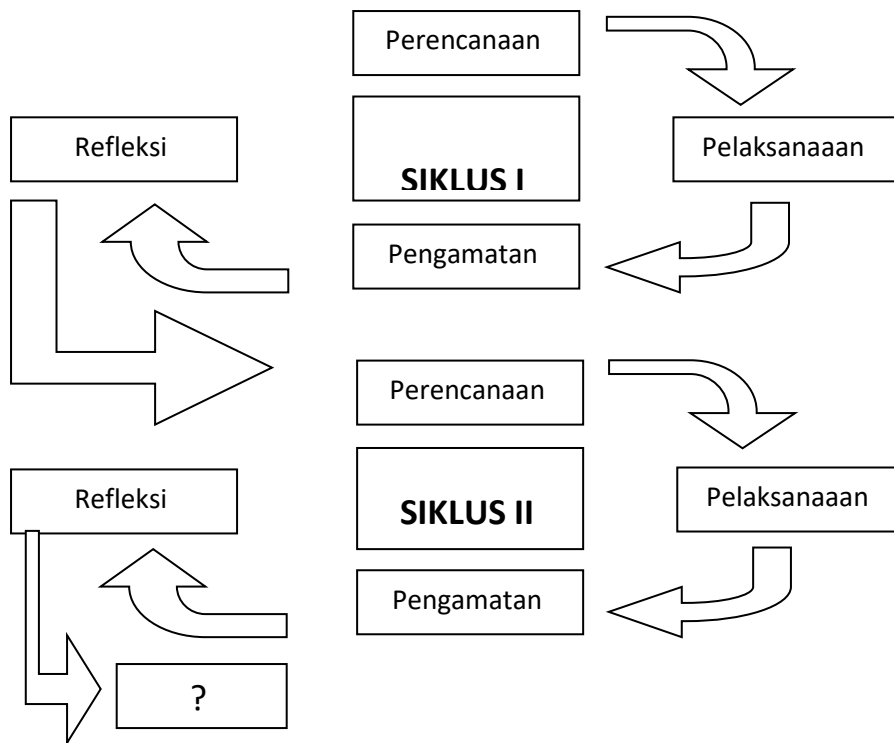 Perencanaan
Refleksi
SIKLUS I
Pelaksanaaan
Pengamatan
Perencanaan
Refleksi
SIKLUS II
Pelaksanaaan
Pengamatan
?